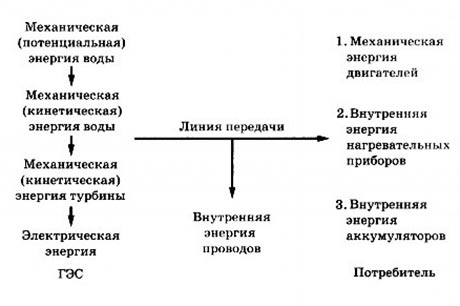 Механическая
(потенциальная)
энергия воды
Механическая
(кинетическая)
энергия воды
Механическая
(кинетическая)
энергия турбины
Электрическая
энергия
ГЭС
Линия передачи
Внутренняя
энергия
проводов
1. Механическая
энергия
двигателей
2. Внутренняя
энергия
нагревательных
приборов
3. Внутренняя
энергия
аккумуляторов
Потребитель